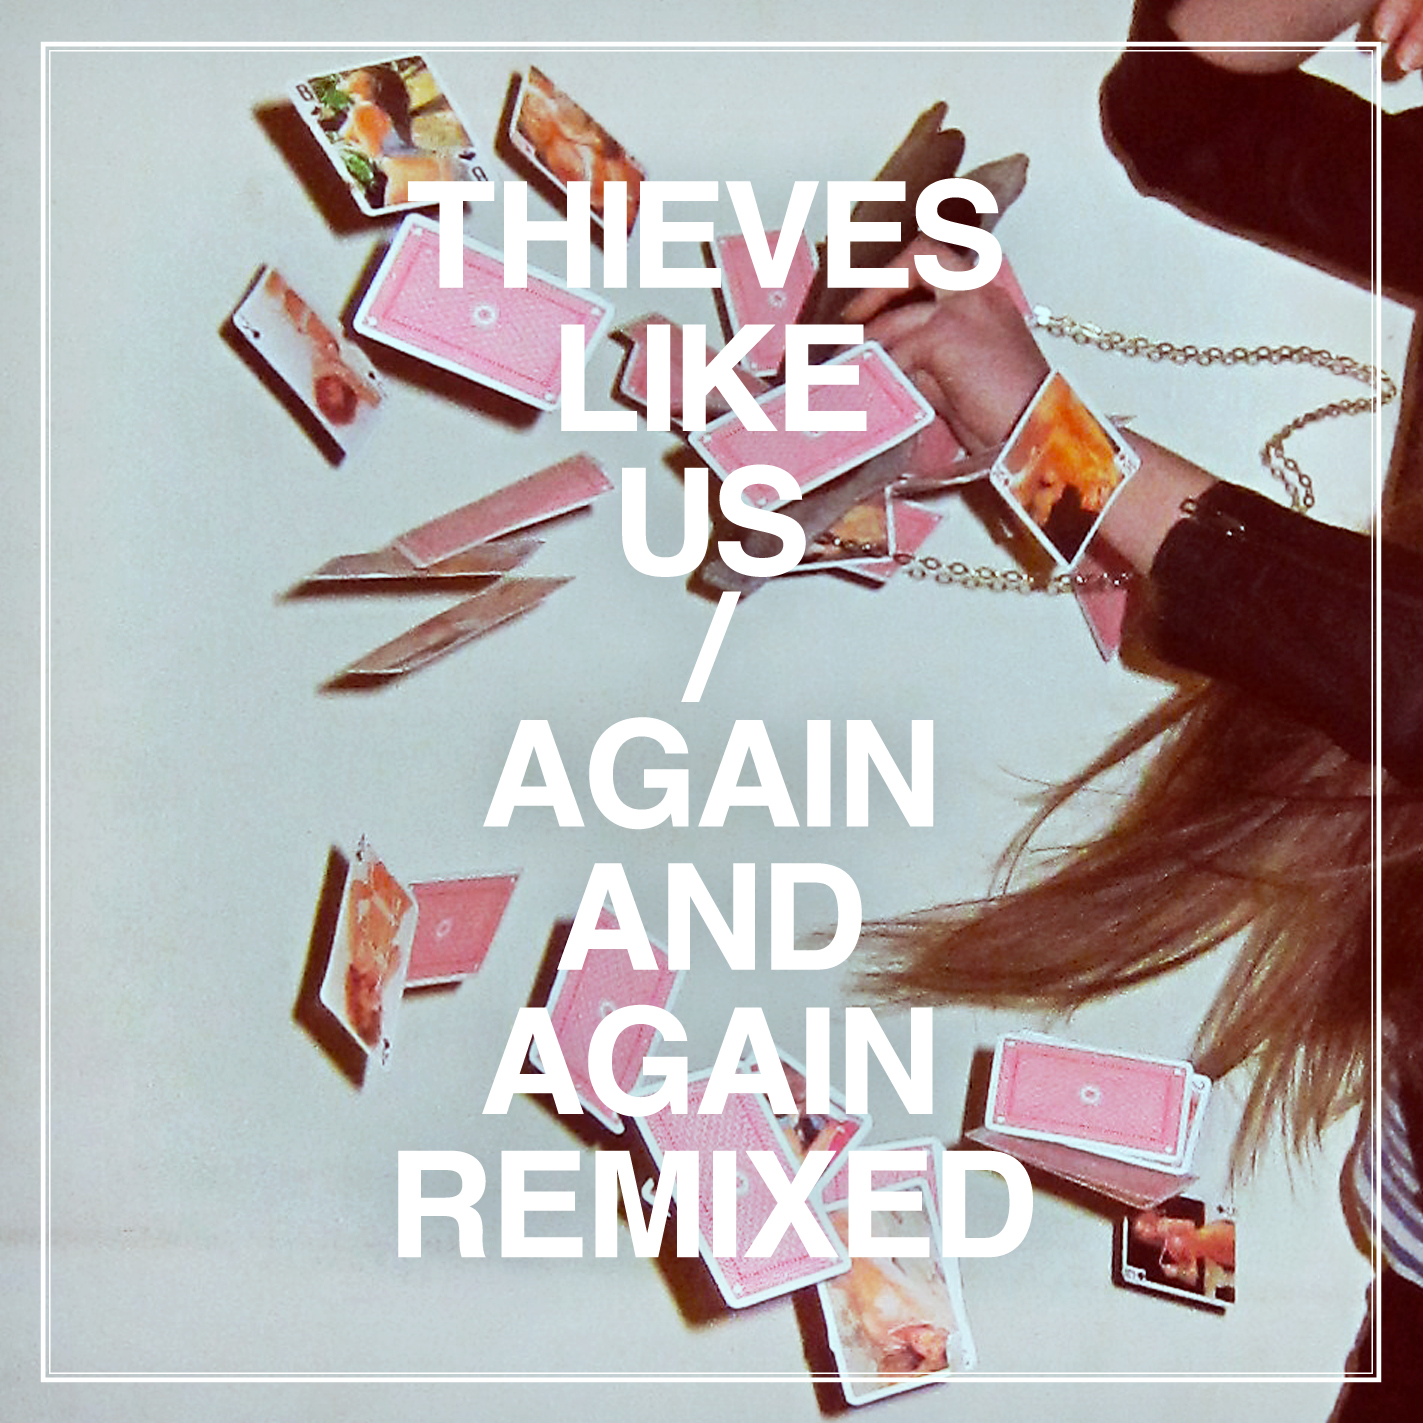 THIEVES
LIKE
US
/
AGAIN
AND
AGAIN
REMIXED